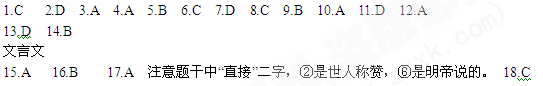 1.C 2.D 3.A 4.A 5.B 6.C 7.D 8.C 9.B 10.A 11.D 12.A
13.D 14.B
文言文
15.A 16.B 17.A 注意题干中“直接”二字，②是世人称赞，⑥是明帝说的。 18.C